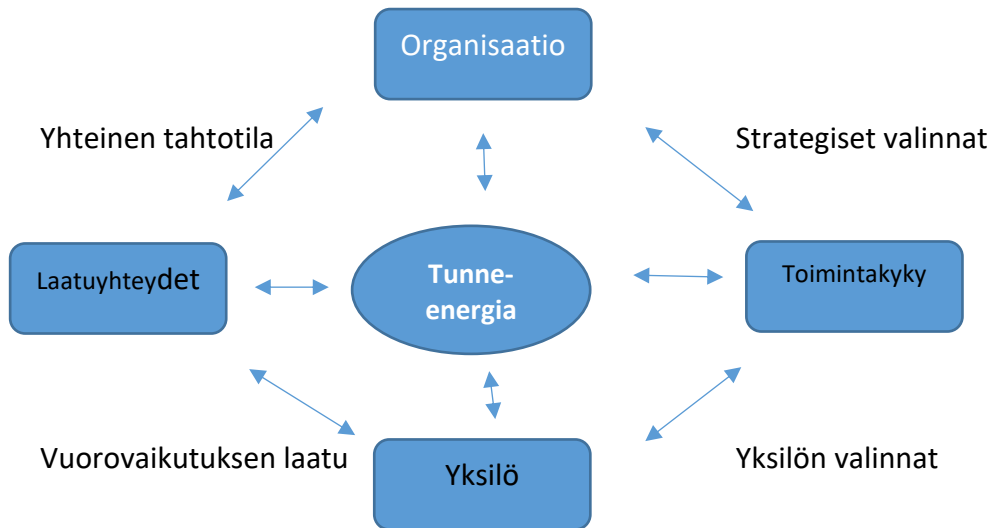 Organisaatio
Yhteinen tahtotila
Strategiset valinnat
Laatuyhteydet
Tunne-
energia
Toimintakyky
Vuorovaikutuksen laatu
Yksilö
Yksilön valinnat